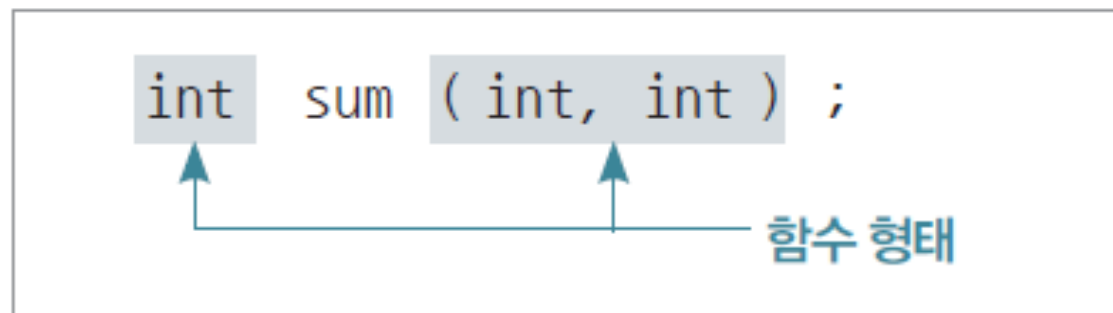 int sum ( int, int ) ;
함수 형태